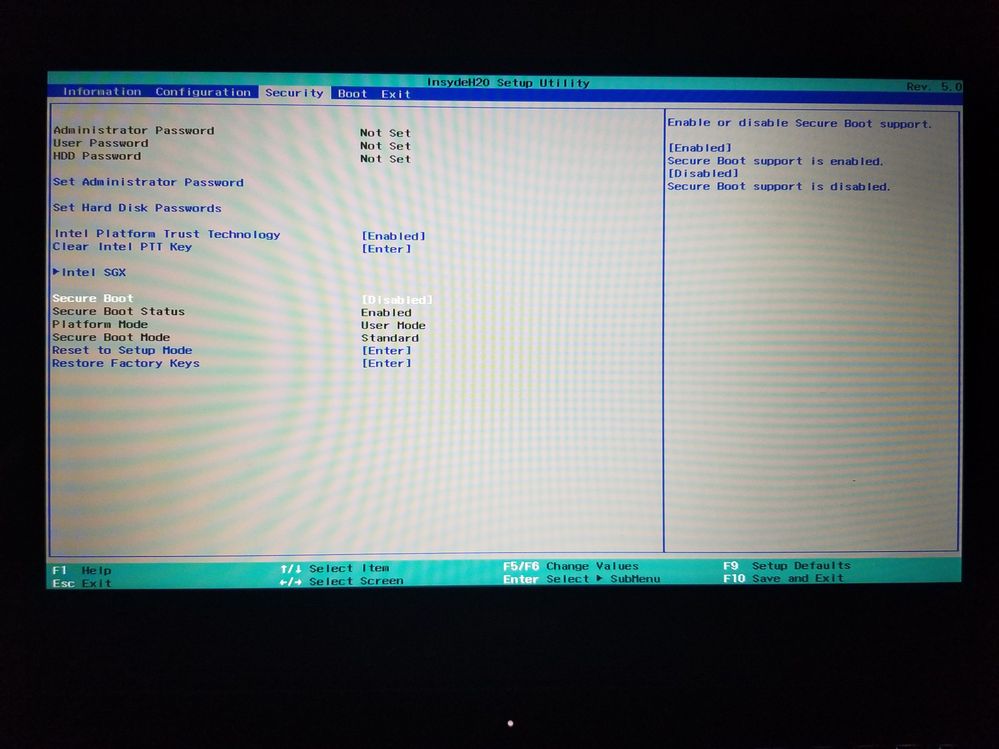 InsydeH20 Setup Utility Rev. 5.0
Information Configuration Security Boot Exit
Administrator Password Not Set
User Password Not Set
HDD Password Not Set
Set Administrator Password
Set Hard Disk Passwords
Intel Platform Trust Technology [Enabled]
Clear Intel PTT Key [Enter]
▶Intel SGX
Secure Boot [Disabled]
Secure Boot Status Enabled
Platform Mode User Mode
Secure Boot Mode Standard
Reset to Setup Mode [Enter]
Restore Factory Keys [Enter]
Enable or disable Secure Boot support.
[Enabled]
Secure Boot support is enabled.
[Disabled]
Secure Boot support is disabled.
F1 Help ↑/↓ Select Item F5/F6 Change Values F9 Setup Defaults
Esc Exit ←/→ Select Screen Enter Select ▶ SubMenu F10 Save and Exit